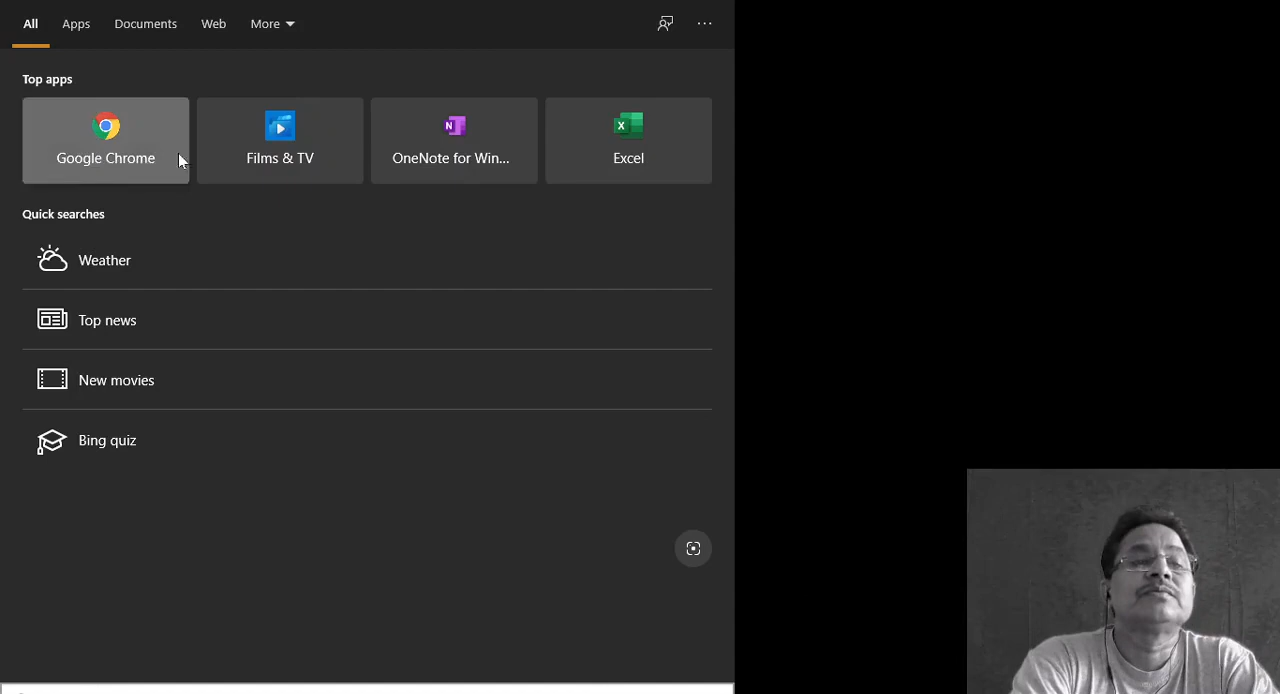 All Apps Documents Web More
Top apps
Google Chrome Films & TV OneNote for Win... Excel
Quick searches
Weather
Top news
New movies
Bing quiz